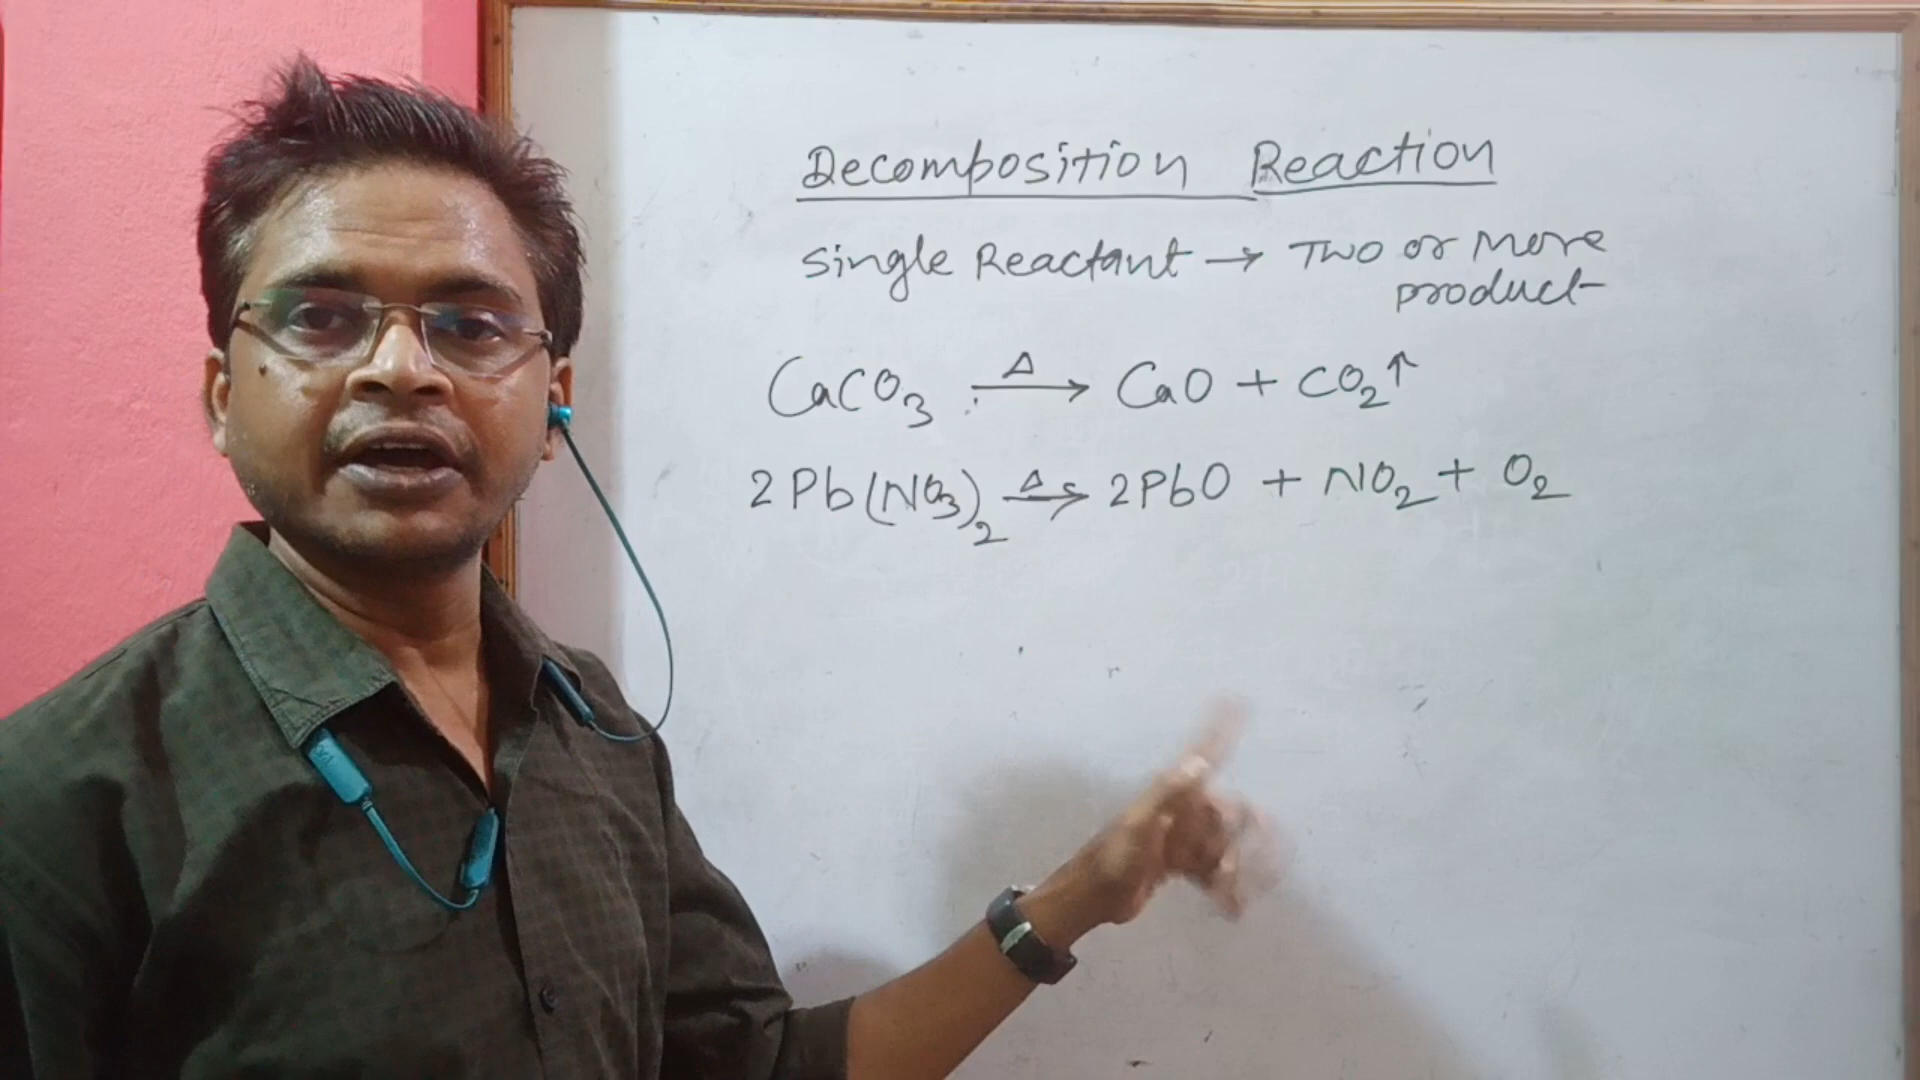 Decomposition Reaction
Single Reactant → Two or More
product
CaCO₃ —Δ→ CaO + CO₂↑
2Pb(NO₃)₂ —Δ→ 2PbO + NO₂ + O₂